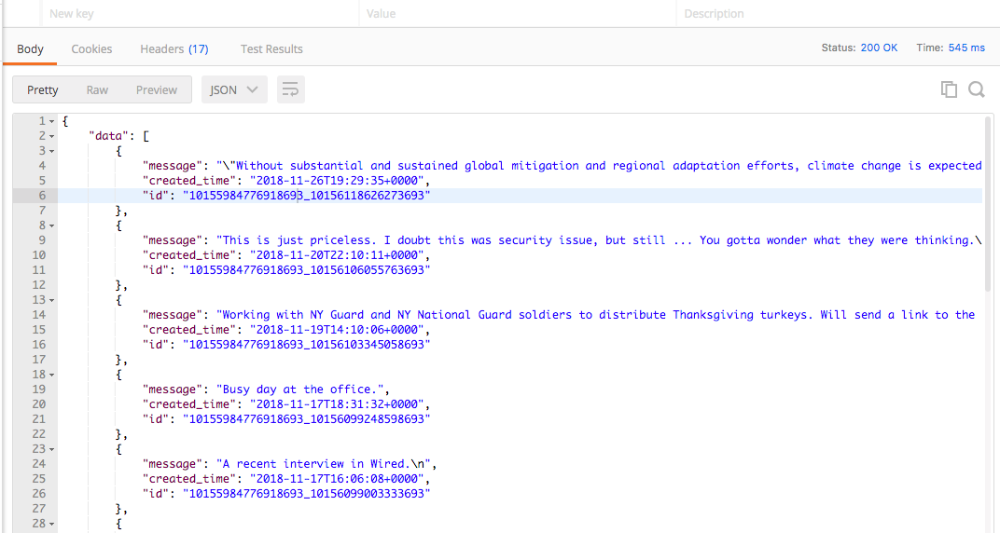 New key Value Description
Body Cookies Headers (17) Test Results Status: 200 OK Time: 545 ms
Pretty Raw Preview JSON
1 {
2 "data": [
3 {
4 "message": "\"Without substantial and sustained global mitigation and regional adaptation efforts, climate change is expected
5 "created_time": "2018-11-26T19:29:35+0000",
6 "id": "10155984776918693_10156118626273693"
7 },
8 {
9 "message": "This is just priceless. I doubt this was security issue, but still ... You gotta wonder what they were thinking.\
10 "created_time": "2018-11-20T22:10:11+0000",
11 "id": "10155984776918693_10156106055763693"
12 },
13 {
14 "message": "Working with NY Guard and NY National Guard soldiers to distribute Thanksgiving turkeys. Will send a link to the
15 "created_time": "2018-11-19T14:10:06+0000",
16 "id": "10155984776918693_10156103345058693"
17 },
18 {
19 "message": "Busy day at the office.",
20 "created_time": "2018-11-17T18:31:32+0000",
21 "id": "10155984776918693_10156099248598693"
22 },
23 {
24 "message": "A recent interview in Wired.\n",
25 "created_time": "2018-11-17T16:06:08+0000",
26 "id": "10155984776918693_10156099003333693"
27 },
28 {